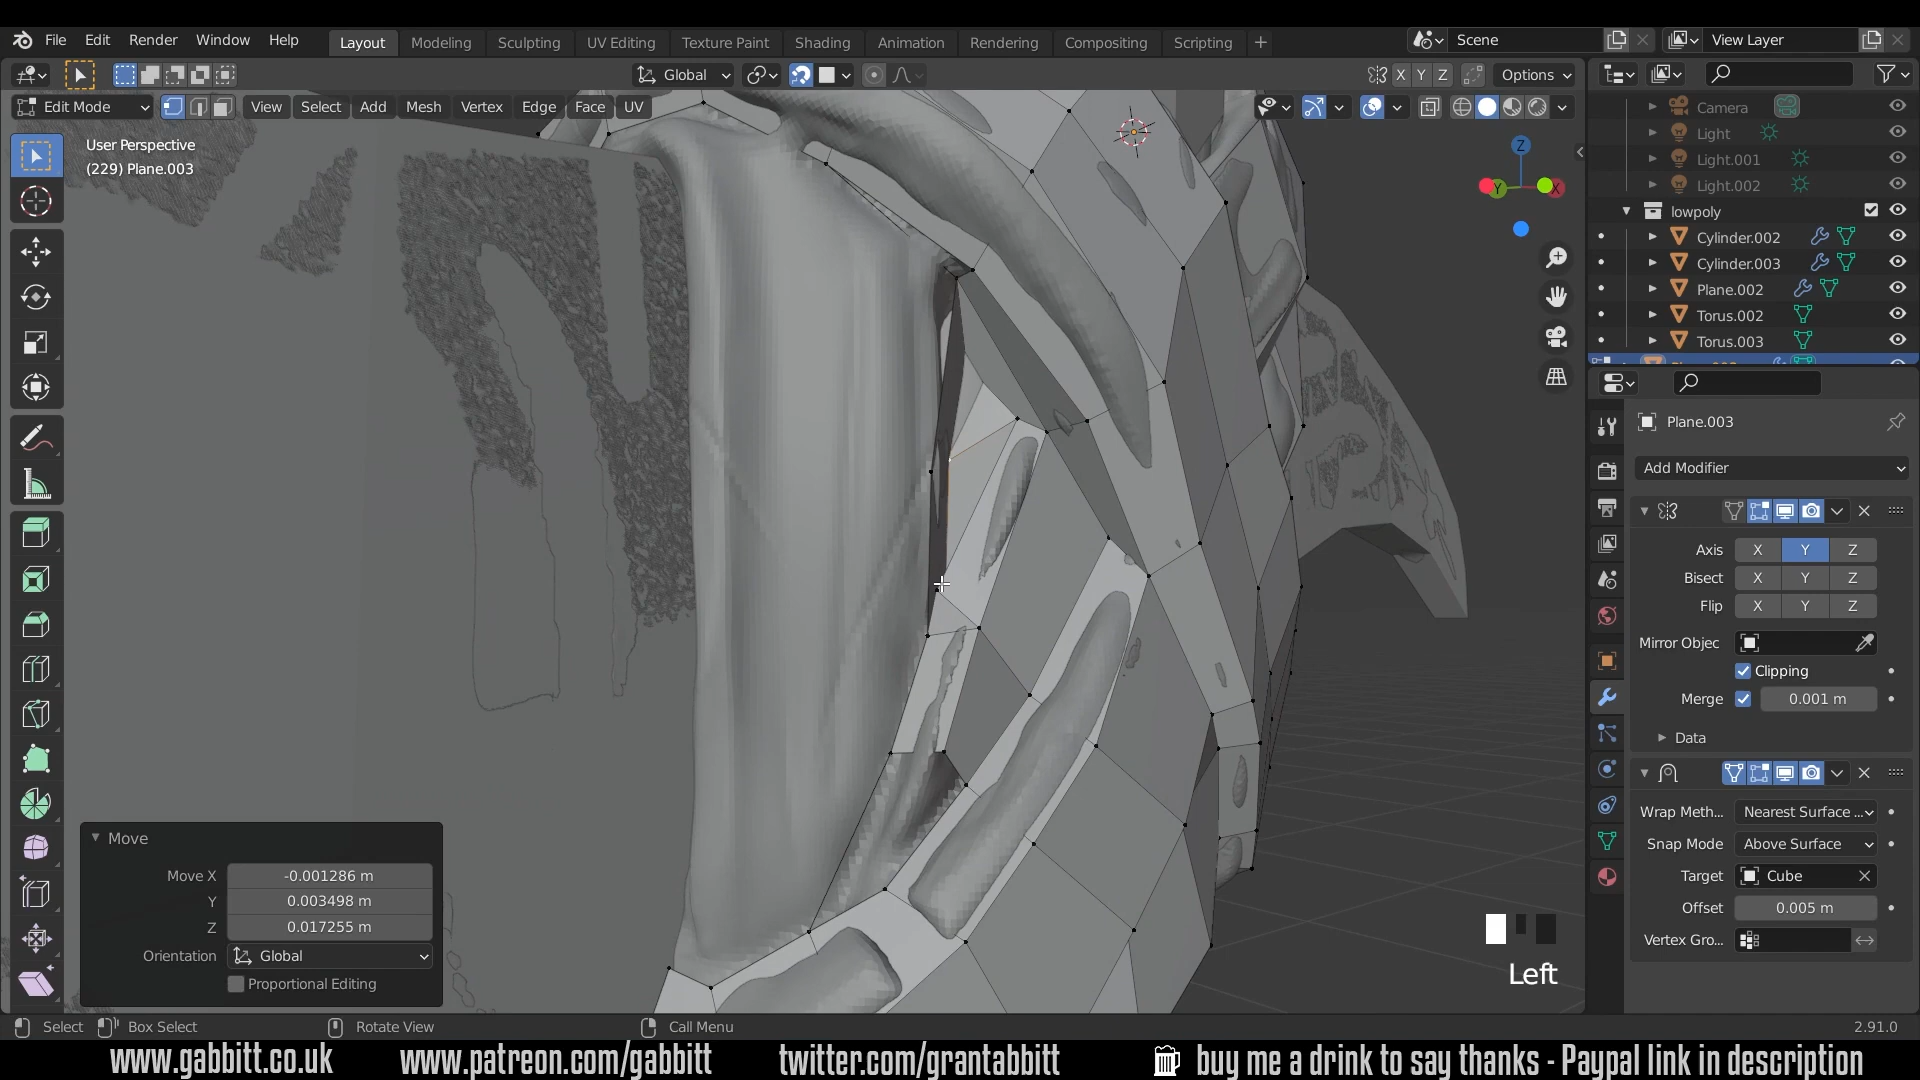 File Edit Render Window Help Layout Modeling Sculpting UV Editing Texture Paint Shading Animation Rendering Compositing Scripting + Scene View Layer
Global X Y Z Options
Edit Mode View Select Add Mesh Vertex Edge Face UV
User Perspective
(229) Plane.003
Z
Y X
Camera
Light
Light.001
Light.002
lowpoly
Cylinder.002
Cylinder.003
Plane.002
Torus.002
Torus.003
Plane.003
Add Modifier
Axis X Y Z
Bisect X Y Z
Flip X Y Z
Mirror Objec
Clipping
Merge 0.001 m
Data
Wrap Meth... Nearest Surface ...
Snap Mode Above Surface
Target Cube
Offset 0.005 m
Vertex Gro...
Move
Move X -0.001286 m
Y 0.003498 m
Z 0.017255 m
Orientation Global
Proportional Editing
Left
Select Box Select Rotate View Call Menu 2.91.0
www.gabbitt.co.uk www.patreon.com/gabbitt twitter.com/grantabbitt buy me a drink to say thanks - Paypal link in description